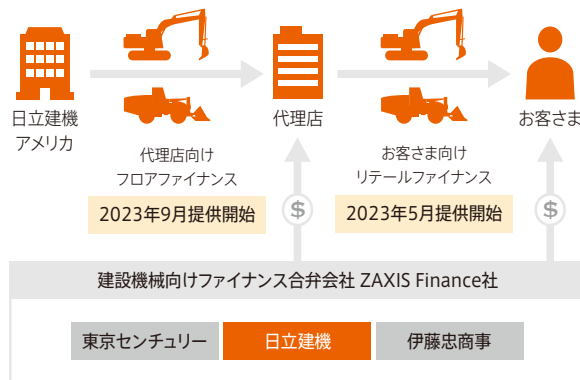 日立建機
アメリカ
代理店
お客さま
代理店向け
フロアファイナンス
2023年9月提供開始
お客さま向け
リテールファイナンス
2023年5月提供開始
$
$
建設機械向けファイナンス合弁会社 ZAXIS Finance社
東京センチュリー
日立建機
伊藤忠商事